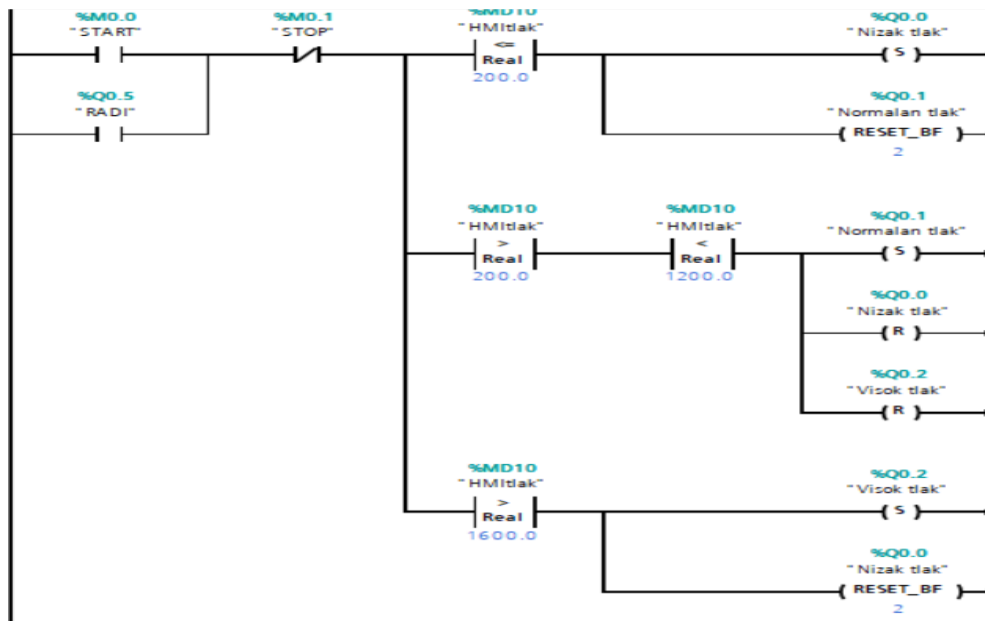 %M0.0
"START"
%M0.1
"STOP"
%MD10
"HMItlak"
<=
Real
200.0
%Q0.0
"Nizak tlak"
S
%Q0.5
"RADI"
%Q0.1
"Normalan tlak"
RESET_BF
2
%MD10
"HMItlak"
>
Real
200.0
%MD10
"HMItlak"
<
Real
1200.0
%Q0.1
"Normalan tlak"
S
%Q0.0
"Nizak tlak"
R
%Q0.2
"Visok tlak"
R
%MD10
"HMItlak"
>
Real
1600.0
%Q0.2
"Visok tlak"
S
%Q0.0
"Nizak tlak"
RESET_BF
2